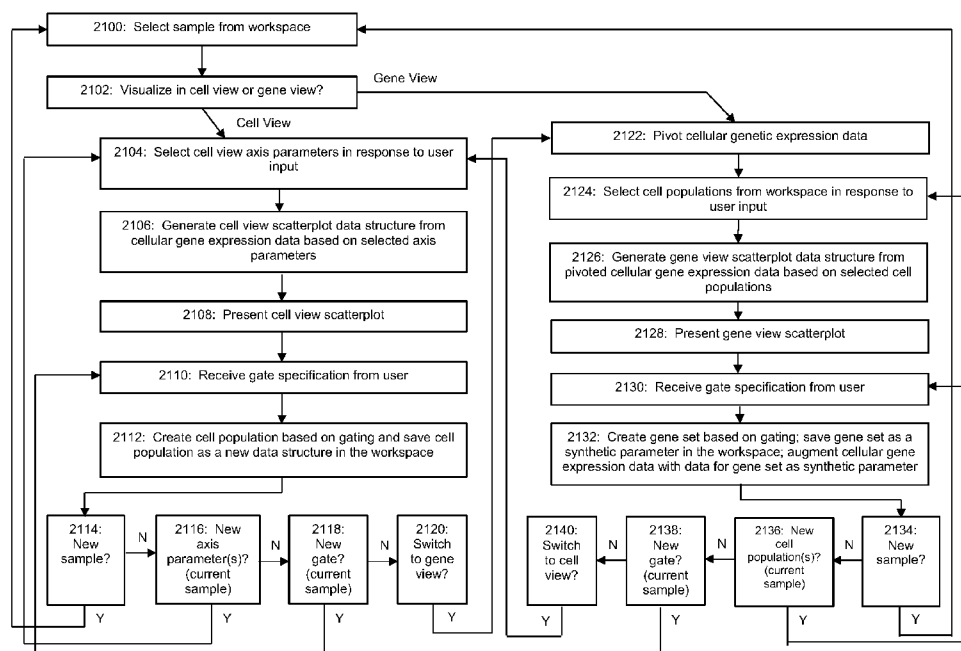 2100: Select sample from workspace
Gene View
2102: Visualize in cell view or gene view?
Cell View
2104: Select cell view axis parameters in response to user
input
2106: Generate cell view scatterplot data structure from
cellular gene expression data based on selected axis
parameters
2108: Present cell view scatterplot
2110: Receive gate specification from user
2112: Create cell population based on gating and save cell
population as a new data structure in the workspace
2114:
New
sample?
N
Y
2116: New
axis
parameter(s)?
(current
sample)
N
Y
2118:
New
gate?
(current
sample)
N
Y
2120:
Switch
to gene
view?
Y
2122: Pivot cellular genetic expression data
2124: Select cell populations from workspace in response to
user input
2126: Generate gene view scatterplot data structure from
pivoted cellular gene expression data based on selected cell
populations
2128: Present gene view scatterplot
2130: Receive gate specification from user
2132: Create gene set based on gating; save gene set as a
synthetic parameter in the workspace; augment cellular gene
expression data with data for gene set as synthetic parameter
2140:
Switch
to cell
view?
Y
N
2138:
New
gate?
(current
sample)
Y
N
2136: New
cell
population(s)?
(current
sample)
Y
N
2134:
New
sample?
Y